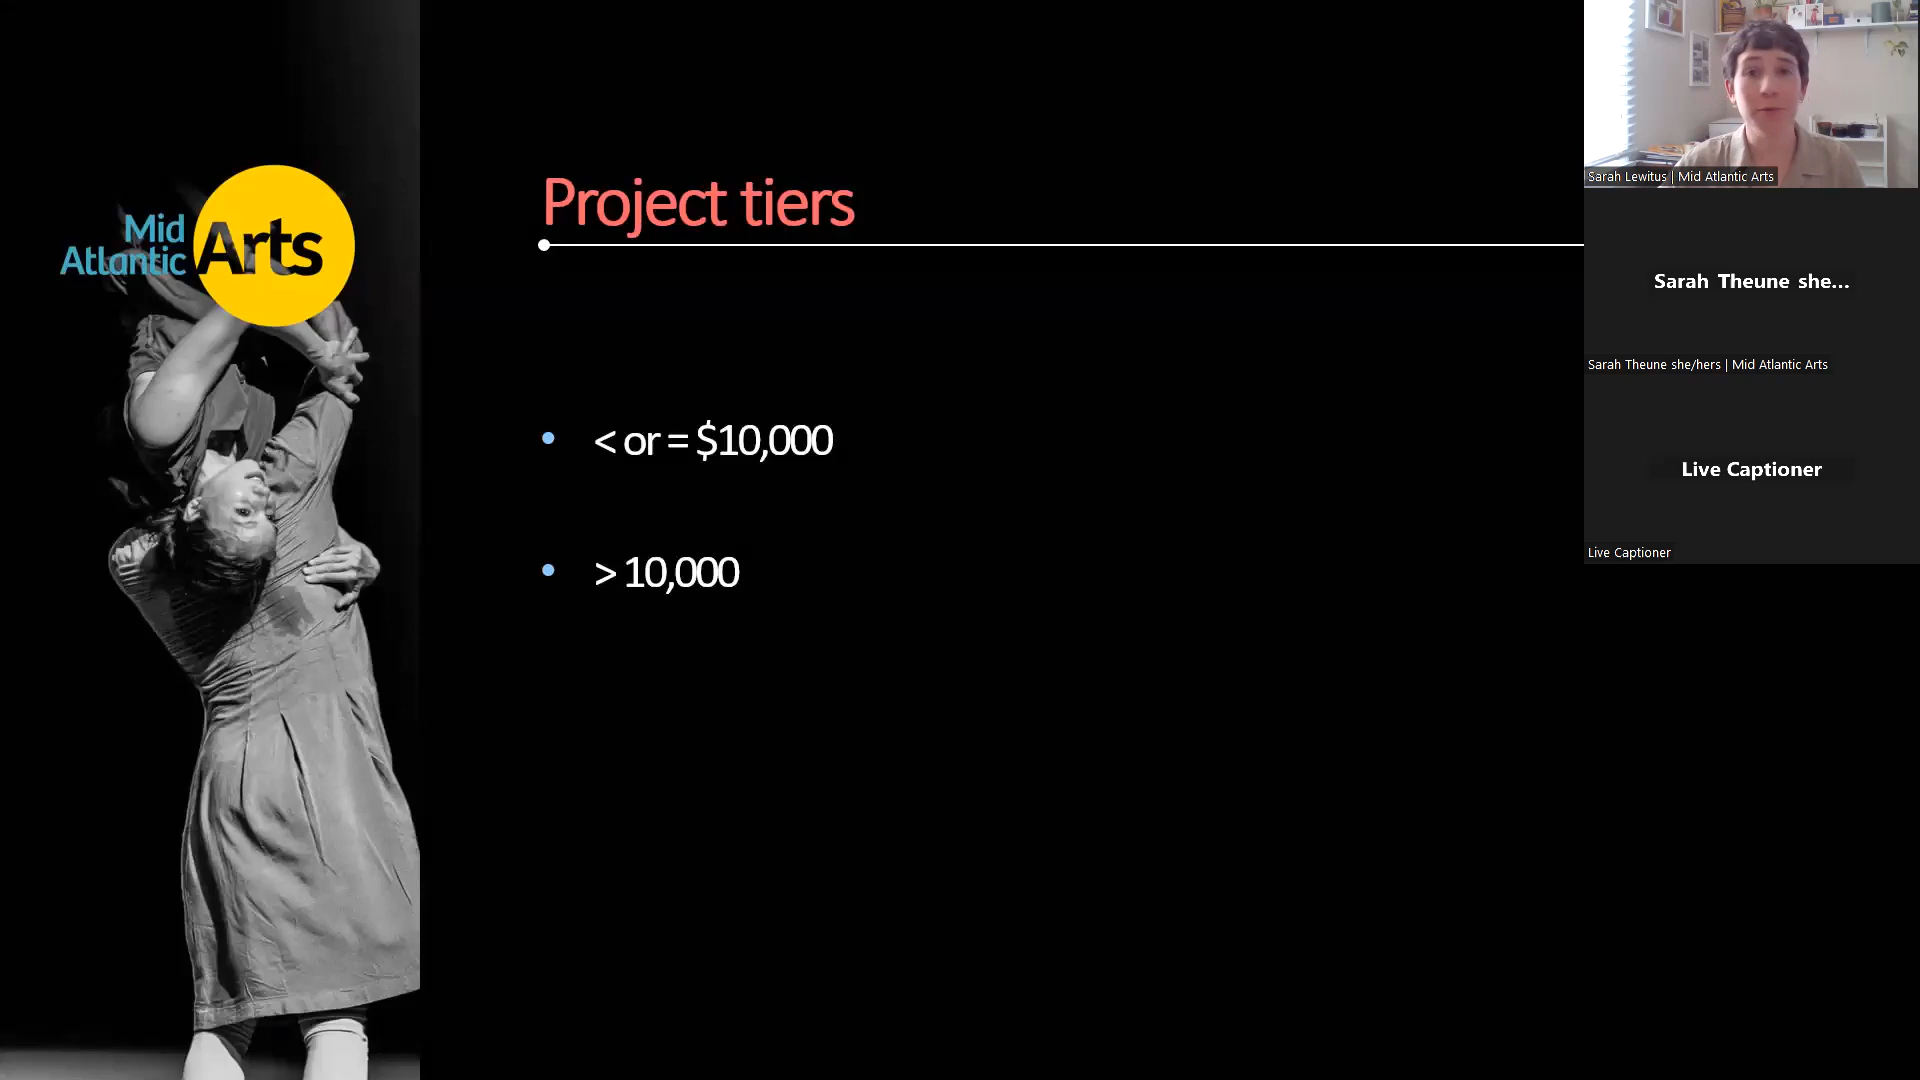 Mid
Atlantic
Arts
Project tiers
< or = $10,000
> 10,000
Sarah Lewitus | Mid Atlantic Arts
Sarah Theune she...
Sarah Theune she/hers | Mid Atlantic Arts
Live Captioner
Live Captioner